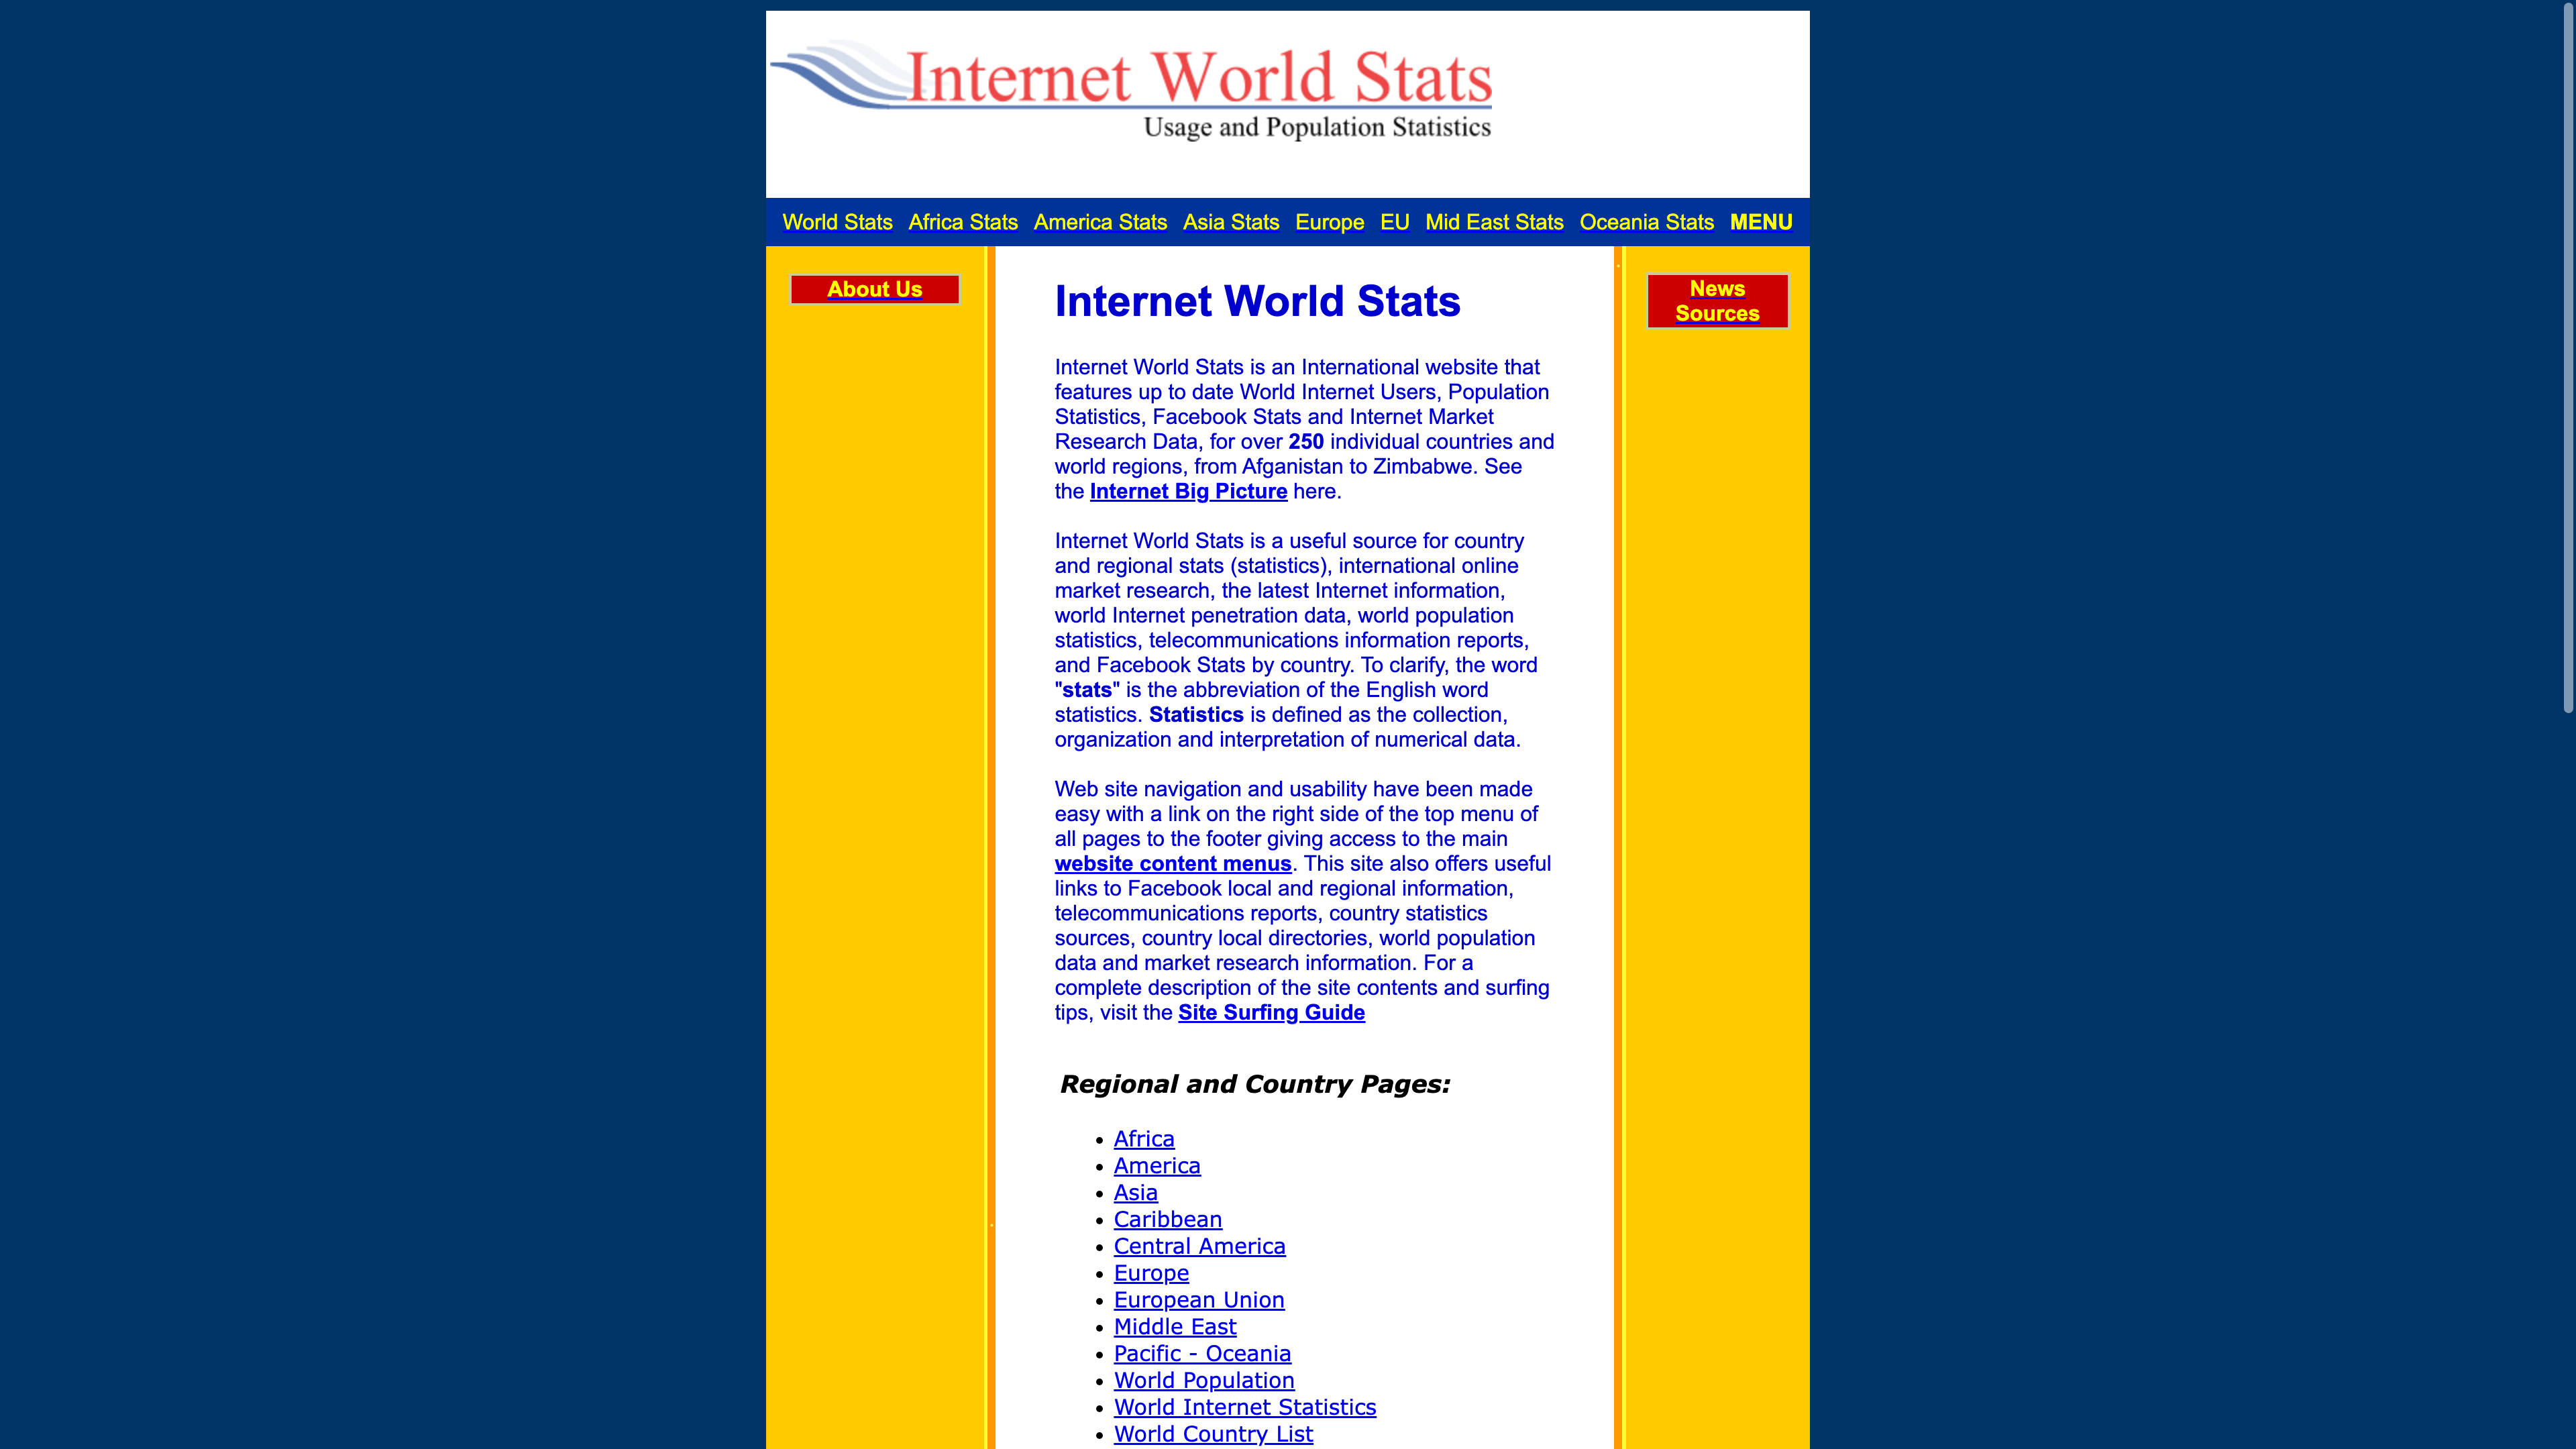 Internet World Stats
Usage and Population Statistics
World Stats Africa Stats America Stats Asia Stats Europe EU Mid East Stats Oceania Stats MENU
About Us
News
Sources
Internet World Stats
Internet World Stats is an International website that
features up to date World Internet Users, Population
Statistics, Facebook Stats and Internet Market
Research Data, for over 250 individual countries and
world regions, from Afganistan to Zimbabwe. See
the Internet Big Picture here.
Internet World Stats is a useful source for country
and regional stats (statistics), international online
market research, the latest Internet information,
world Internet penetration data, world population
statistics, telecommunications information reports,
and Facebook Stats by country. To clarify, the word
"stats" is the abbreviation of the English word
statistics. Statistics is defined as the collection,
organization and interpretation of numerical data.
Web site navigation and usability have been made
easy with a link on the right side of the top menu of
all pages to the footer giving access to the main
website content menus. This site also offers useful
links to Facebook local and regional information,
telecommunications reports, country statistics
sources, country local directories, world population
data and market research information. For a
complete description of the site contents and surfing
tips, visit the Site Surfing Guide
Regional and Country Pages:
• Africa
• America
• Asia
• Caribbean
• Central America
• Europe
• European Union
• Middle East
• Pacific - Oceania
• World Population
• World Internet Statistics
• World Country List